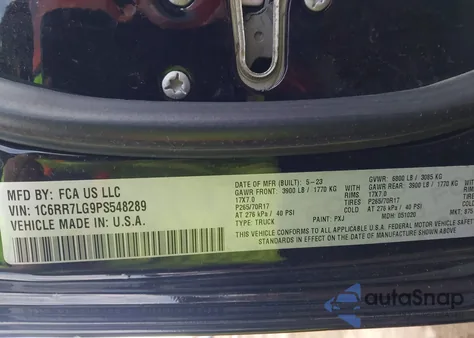 MFD BY: FCA US LLC
VIN: 1C6RR7LG9PS548289
VEHICLE MADE IN: U.S.A.
DATE OF MFR (BUILT): 5-23 GVWR: 6800 LB / 3085 KG
GAWR FRONT: 3900 LB / 1770 KG WITH GAWR REAR: 3900 LB / 1770 KG WITH
17X7.0 RIMS 17X7.0 RIMS
P265/70R17 TIRES P265/70R17 TIRES
AT 276 kPa / 40 PSI AT 276 kPa / 40 PSI
TYPE: TRUCK PAINT: PXJ MDH 051020 MKT:
THIS VEHICLE CONFORMS TO ALL APPLICABLE FEDERAL MOTOR VEHICLE SAFETY
ON THE DATE OF MANUFACTURE SHOWN ABOVE
autoSnap